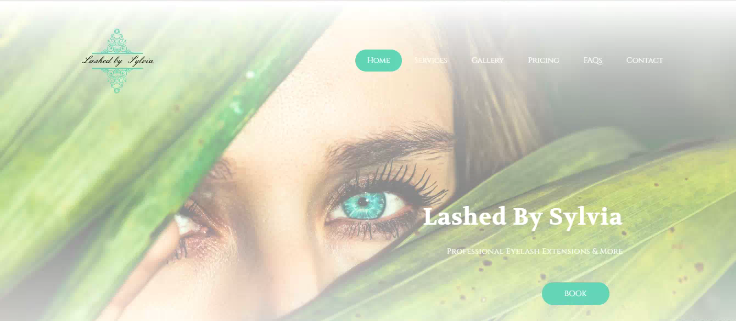 Lashed by Sylvia
Home Services Gallery Pricing FAQs Contact
Lashed By Sylvia
Professional Eyelash Extensions & More
BOOK